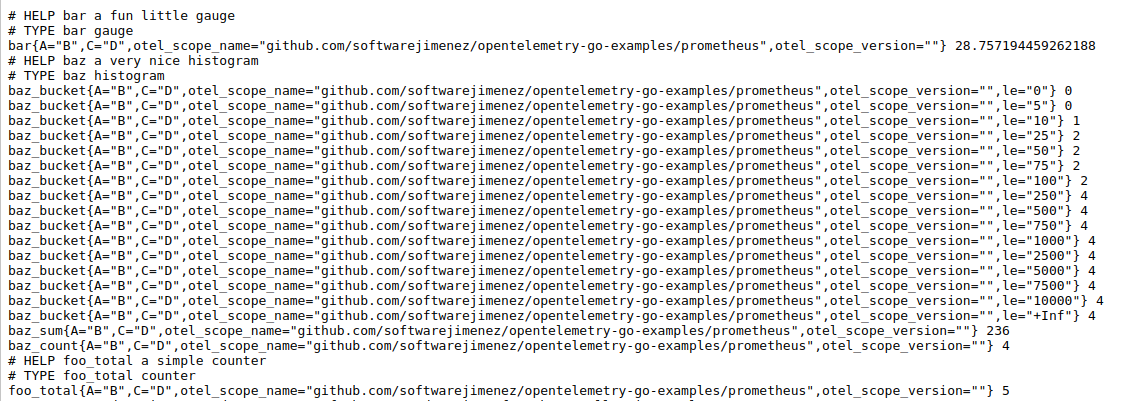 # HELP bar a fun little gauge
# TYPE bar gauge
bar{A="B",C="D",otel_scope_name="github.com/softwarejimenez/opentelemetry-go-examples/prometheus",otel_scope_version=""} 28.757194459262188
# HELP baz a very nice histogram
# TYPE baz histogram
baz_bucket{A="B",C="D",otel_scope_name="github.com/softwarejimenez/opentelemetry-go-examples/prometheus",otel_scope_version="",le="0"} 0
baz_bucket{A="B",C="D",otel_scope_name="github.com/softwarejimenez/opentelemetry-go-examples/prometheus",otel_scope_version="",le="5"} 0
baz_bucket{A="B",C="D",otel_scope_name="github.com/softwarejimenez/opentelemetry-go-examples/prometheus",otel_scope_version="",le="10"} 1
baz_bucket{A="B",C="D",otel_scope_name="github.com/softwarejimenez/opentelemetry-go-examples/prometheus",otel_scope_version="",le="25"} 2
baz_bucket{A="B",C="D",otel_scope_name="github.com/softwarejimenez/opentelemetry-go-examples/prometheus",otel_scope_version="",le="50"} 2
baz_bucket{A="B",C="D",otel_scope_name="github.com/softwarejimenez/opentelemetry-go-examples/prometheus",otel_scope_version="",le="75"} 2
baz_bucket{A="B",C="D",otel_scope_name="github.com/softwarejimenez/opentelemetry-go-examples/prometheus",otel_scope_version="",le="100"} 2
baz_bucket{A="B",C="D",otel_scope_name="github.com/softwarejimenez/opentelemetry-go-examples/prometheus",otel_scope_version="",le="250"} 4
baz_bucket{A="B",C="D",otel_scope_name="github.com/softwarejimenez/opentelemetry-go-examples/prometheus",otel_scope_version="",le="500"} 4
baz_bucket{A="B",C="D",otel_scope_name="github.com/softwarejimenez/opentelemetry-go-examples/prometheus",otel_scope_version="",le="750"} 4
baz_bucket{A="B",C="D",otel_scope_name="github.com/softwarejimenez/opentelemetry-go-examples/prometheus",otel_scope_version="",le="1000"} 4
baz_bucket{A="B",C="D",otel_scope_name="github.com/softwarejimenez/opentelemetry-go-examples/prometheus",otel_scope_version="",le="2500"} 4
baz_bucket{A="B",C="D",otel_scope_name="github.com/softwarejimenez/opentelemetry-go-examples/prometheus",otel_scope_version="",le="5000"} 4
baz_bucket{A="B",C="D",otel_scope_name="github.com/softwarejimenez/opentelemetry-go-examples/prometheus",otel_scope_version="",le="7500"} 4
baz_bucket{A="B",C="D",otel_scope_name="github.com/softwarejimenez/opentelemetry-go-examples/prometheus",otel_scope_version="",le="10000"} 4
baz_bucket{A="B",C="D",otel_scope_name="github.com/softwarejimenez/opentelemetry-go-examples/prometheus",otel_scope_version="",le="+Inf"} 4
baz_sum{A="B",C="D",otel_scope_name="github.com/softwarejimenez/opentelemetry-go-examples/prometheus",otel_scope_version=""} 236
baz_count{A="B",C="D",otel_scope_name="github.com/softwarejimenez/opentelemetry-go-examples/prometheus",otel_scope_version=""} 4
# HELP foo_total a simple counter
# TYPE foo_total counter
foo_total{A="B",C="D",otel_scope_name="github.com/softwarejimenez/opentelemetry-go-examples/prometheus",otel_scope_version=""} 5